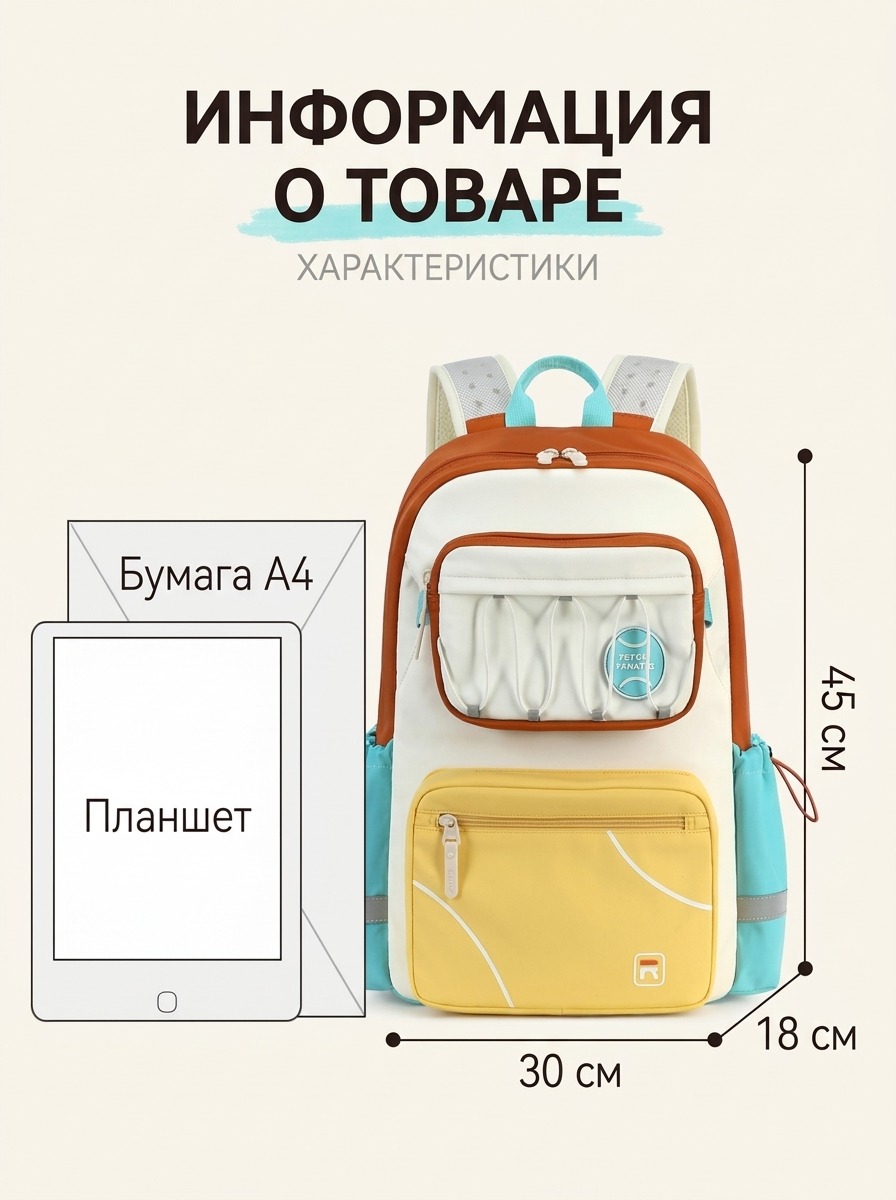 ИНФОРМАЦИЯ
О ТОВАРЕ
ХАРАКТЕРИСТИКИ
Бумага А4
Планшет
45 см
18 см
30 см